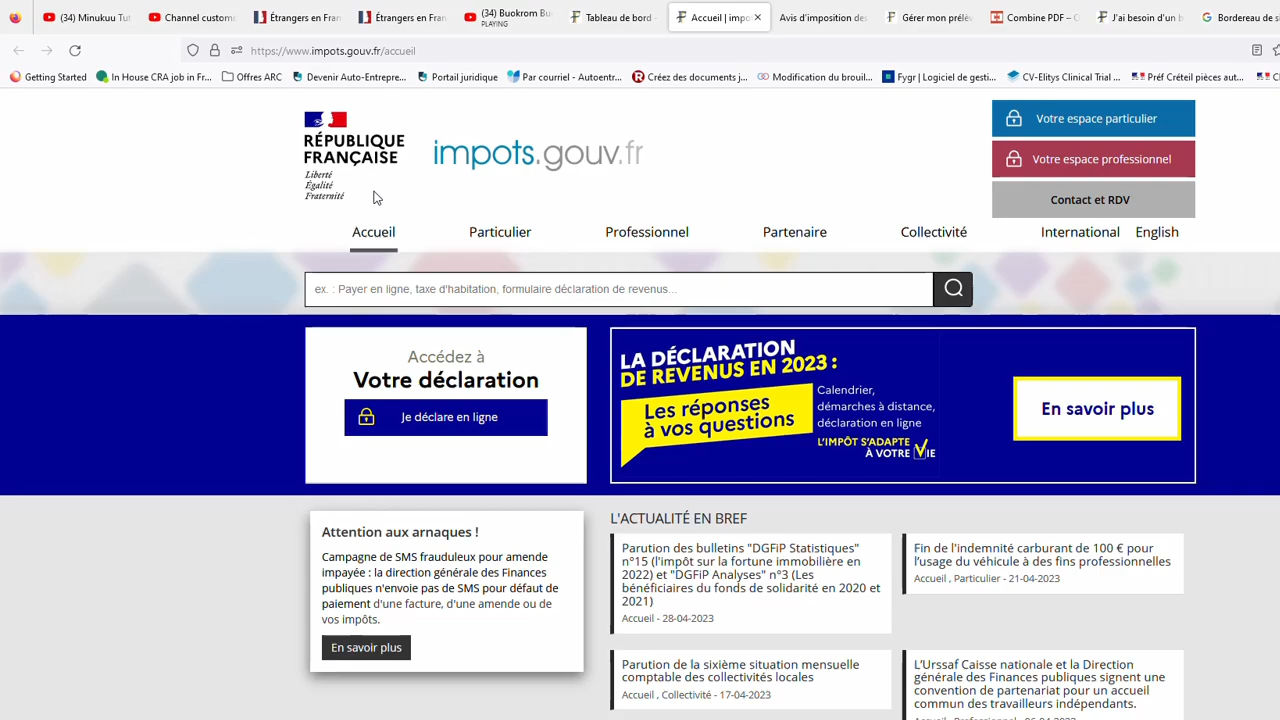 (34) Minukuu Tut
Channel custom
Étrangers en Fran
Étrangers en Fran
(34) Buokrom Bu
PLAYING
Tableau de bord -
Accueil | impo
Avis d'imposition des
Gérer mon prélèv
Combine PDF – O
J'ai besoin d'un b
Bordereau de si
https://www.impots.gouv.fr/accueil
Getting Started
In House CRA job in Fr...
Offres ARC
Devenir Auto-Entrepre...
Portail juridique
Par courriel - Autoentr...
Créez des documents j...
Modification du brouil...
Fygr | Logiciel de gesti...
CV-Elitys Clinical Trial ...
Préf Créteil pièces aut...
RÉPUBLIQUE
FRANÇAISE
Liberté
Égalité
Fraternité
impots.gouv.fr
Votre espace particulier
Votre espace professionnel
Contact et RDV
Accueil
Particulier
Professionnel
Partenaire
Collectivité
International
English
ex. : Payer en ligne, taxe d'habitation, formulaire déclaration de revenus...
Accédez à
Votre déclaration
Je déclare en ligne
LA DÉCLARATION
DE REVENUS EN 2023 :
Les réponses
à vos questions
Calendrier,
démarches à distance,
déclaration en ligne
L'IMPÔT S'ADAPTE
À VOTRE VIE
En savoir plus
Attention aux arnaques !
Campagne de SMS frauduleux pour amende
impayée : la direction générale des Finances
publiques n'envoie pas de SMS pour défaut de
paiement d'une facture, d'une amende ou de
vos impôts.
En savoir plus
L'ACTUALITÉ EN BREF
Parution des bulletins "DGFiP Statistiques"
n°15 (l'impôt sur la fortune immobilière en
2022) et "DGFiP Analyses" n°3 (Les
bénéficiaires du fonds de solidarité en 2020 et
2021)
Accueil - 28-04-2023
Fin de l'indemnité carburant de 100 € pour
l'usage du véhicule à des fins professionnelles
Accueil , Particulier - 21-04-2023
Parution de la sixième situation mensuelle
comptable des collectivités locales
Accueil , Collectivité - 17-04-2023
L'Urssaf Caisse nationale et la Direction
générale des Finances publiques signent une
convention de partenariat pour un accueil
commun des travailleurs indépendants.
Accueil , Professionnel - 06-04-2023